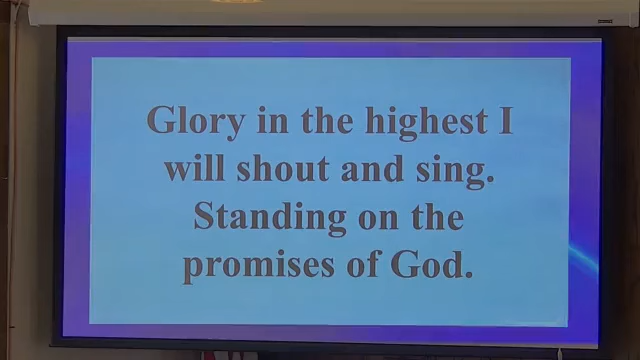 Glory in the highest I
will shout and sing.
Standing on the
promises of God.